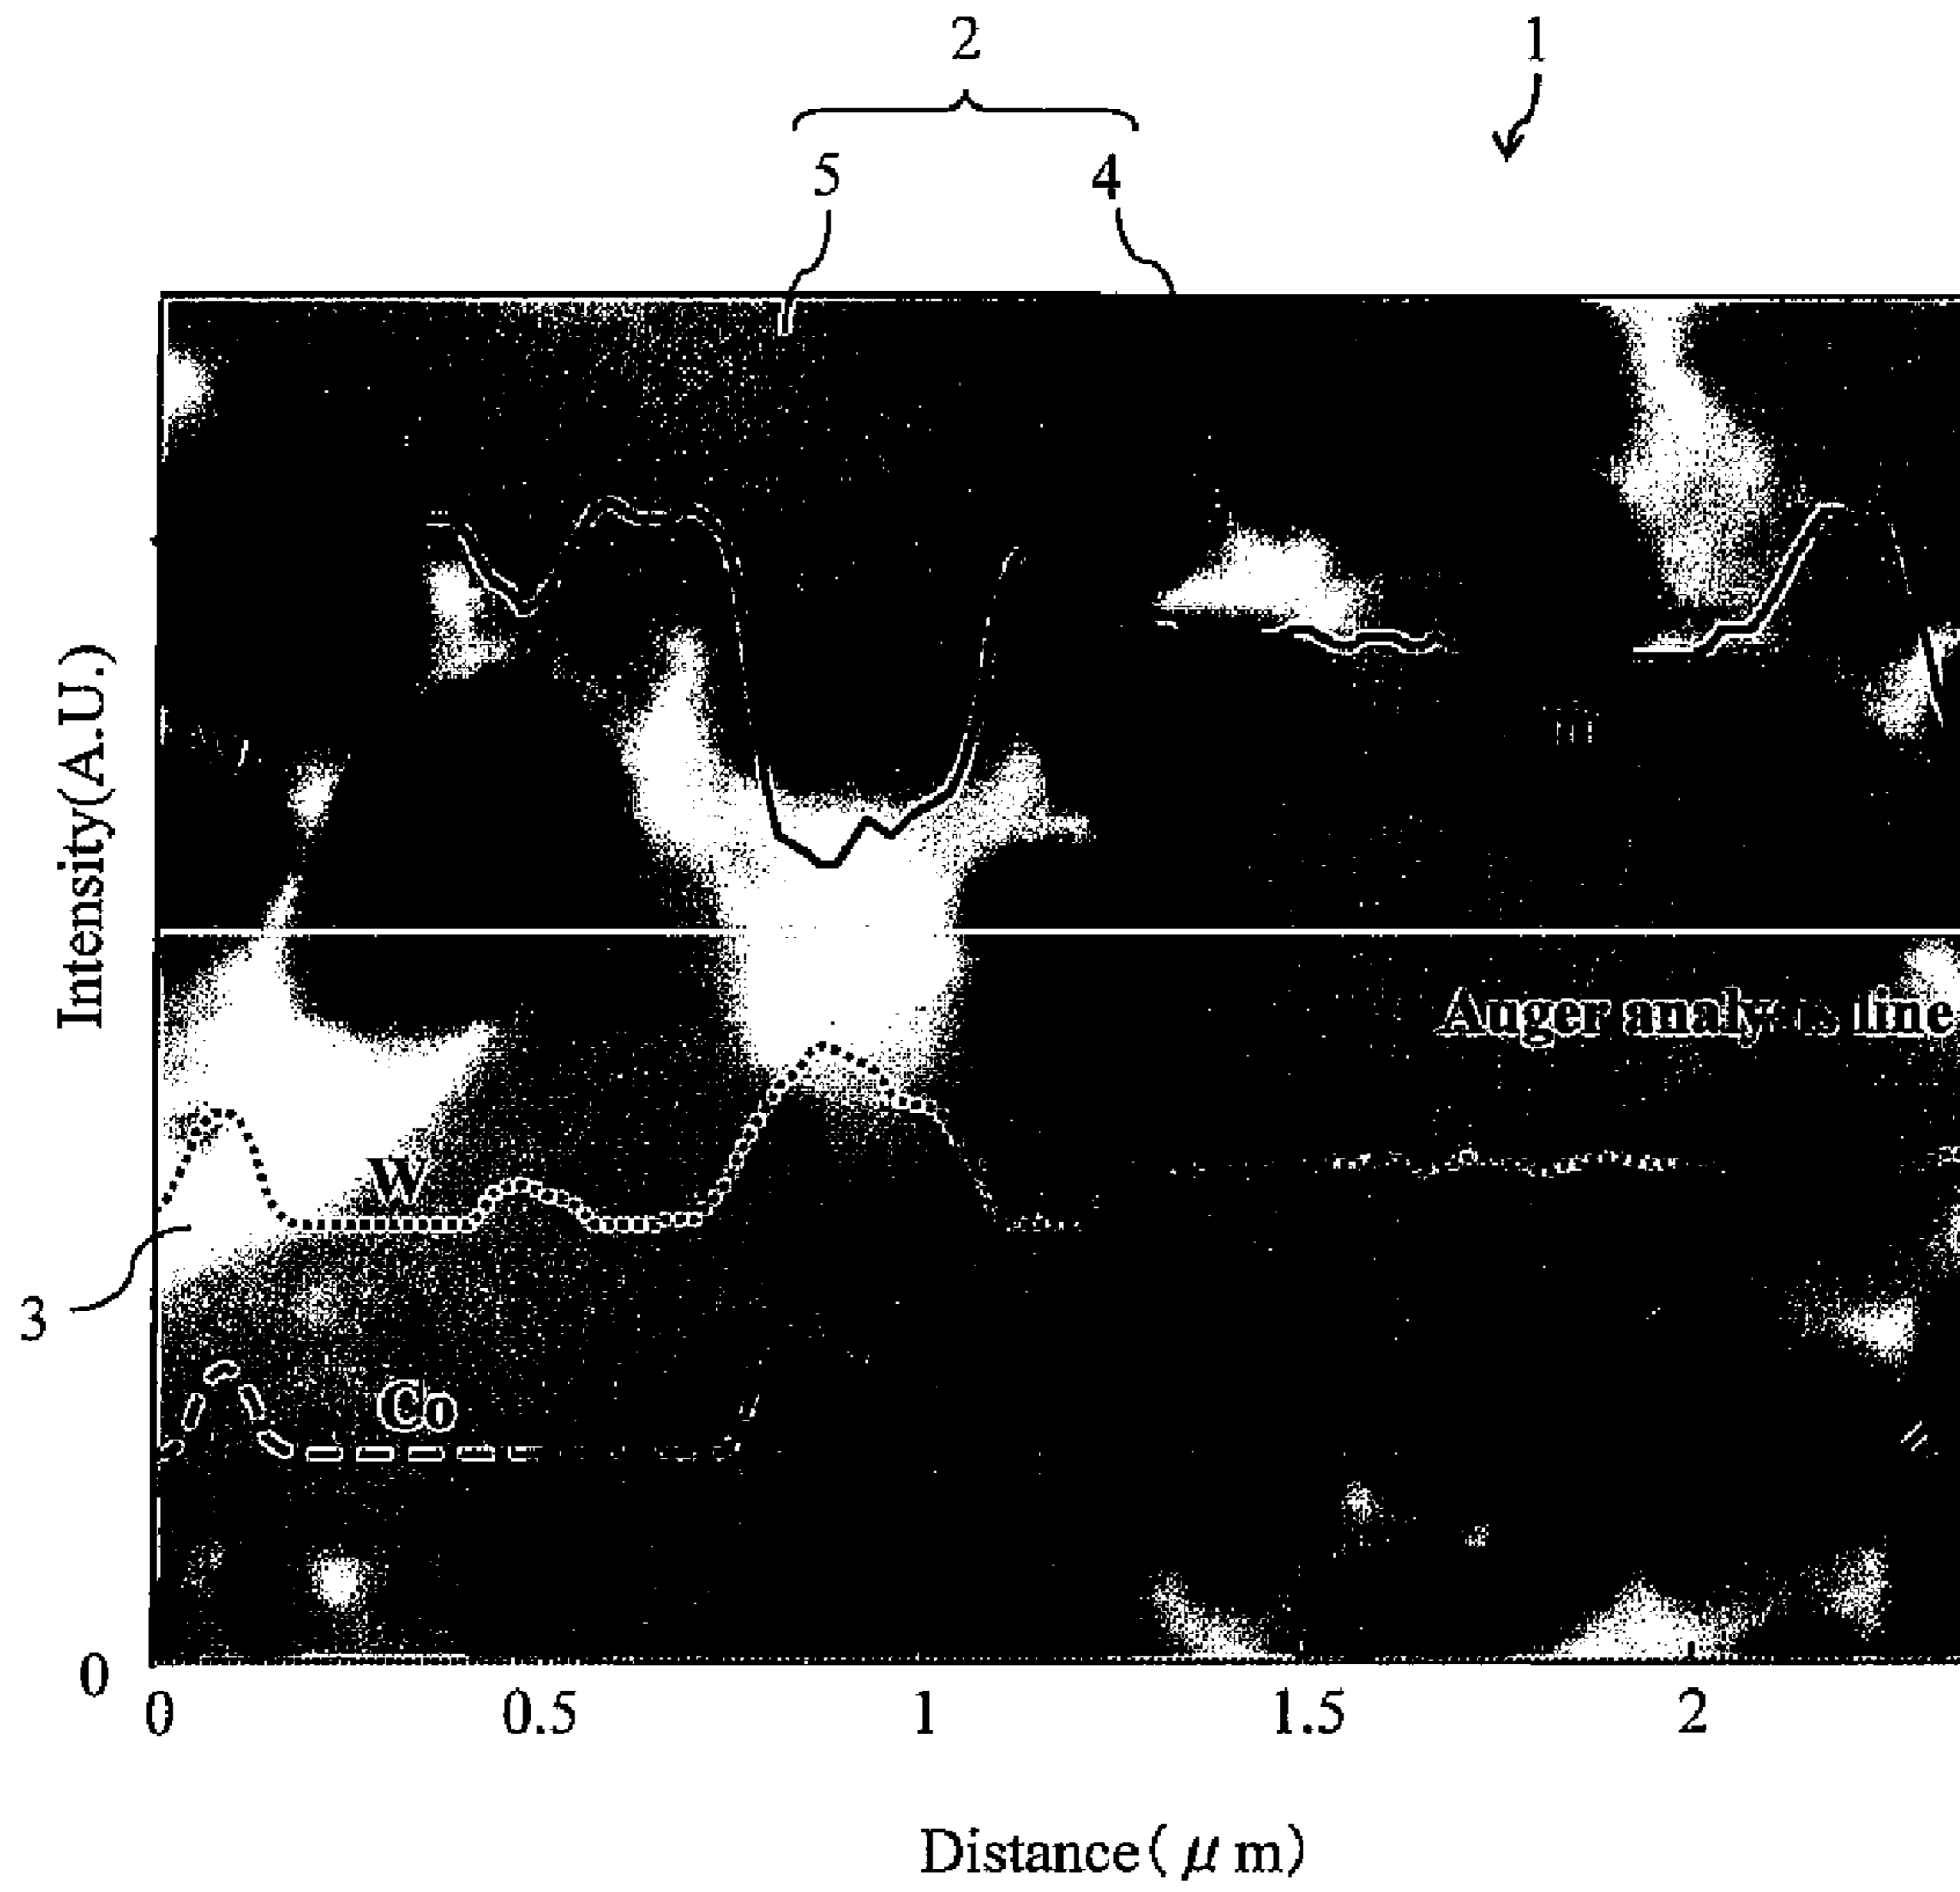 2
1
5
4
Intensity(A.U.)
Auger analysis line
W
3
Co
0
0
0.5
1
1.5
2
Distance(μm)